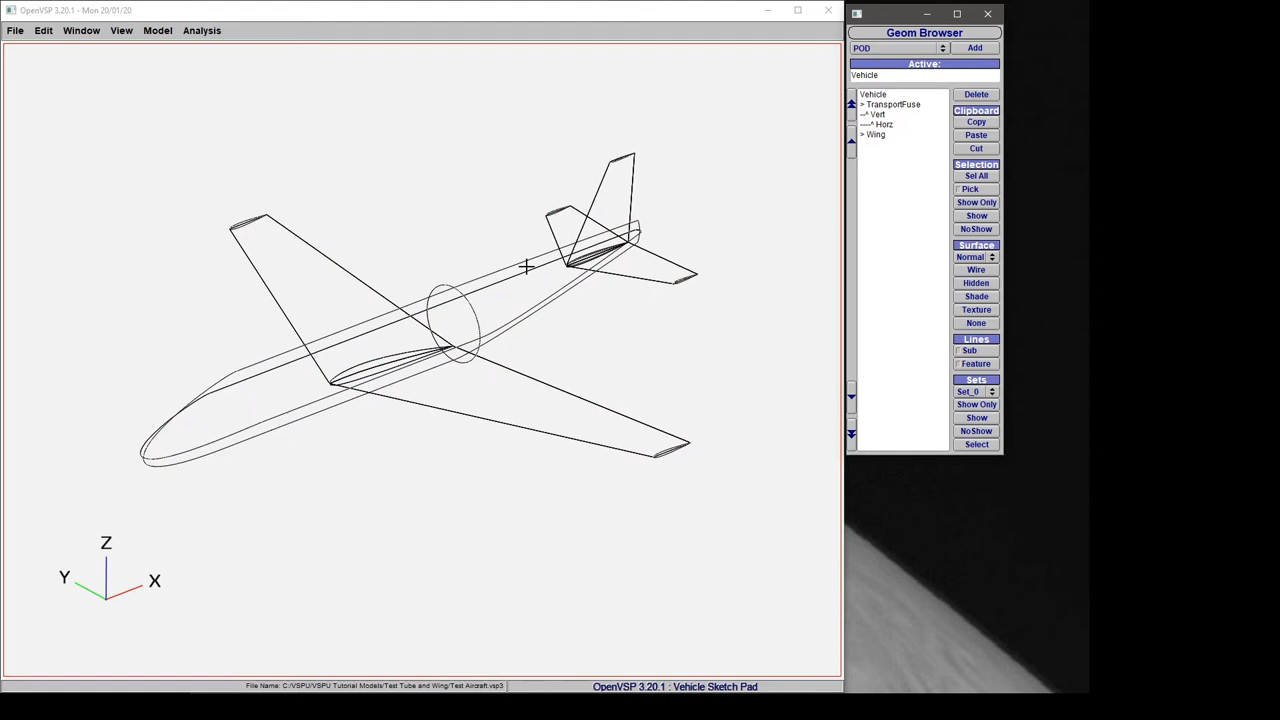 OpenVSP 3.20.1 - Mon 20/01/20
File Edit Window View Model Analysis
Z
Y
X
File Name: C:/VSPU/VSPU Tutorial Models/Test Tube and Wing/Test Aircraft.vsp3
OpenVSP 3.20.1 : Vehicle Sketch Pad
Geom Browser
POD
Add
Active:
Vehicle
Vehicle
> TransportFuse
--^ Vert
----^ Horz
> Wing
Delete
Clipboard
Copy
Paste
Cut
Selection
Sel All
Pick
Show Only
Show
NoShow
Surface
Normal
Wire
Hidden
Shade
Texture
None
Lines
Sub
Feature
Sets
Set_0
Show Only
Show
NoShow
Select